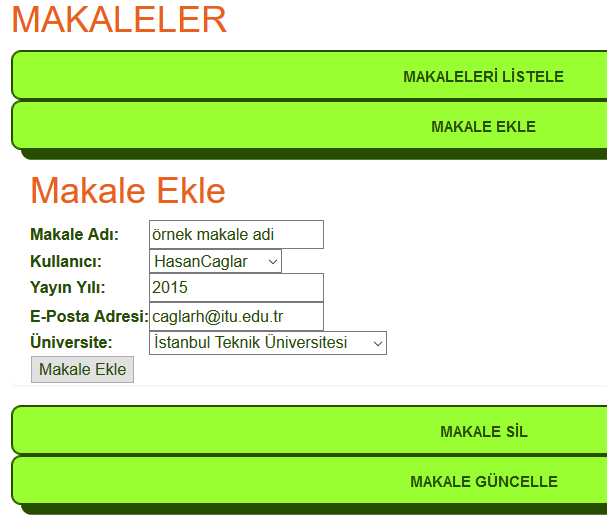 MAKALELER
MAKALELERİ LİSTELE
MAKALE EKLE
Makale Ekle
Makale Adı: örnek makale adi
Kullanıcı: HasanCaglar
Yayın Yılı: 2015
E-Posta Adresi: caglarh@itu.edu.tr
Üniversite: İstanbul Teknik Üniversitesi
Makale Ekle
MAKALE SİL
MAKALE GÜNCELLE